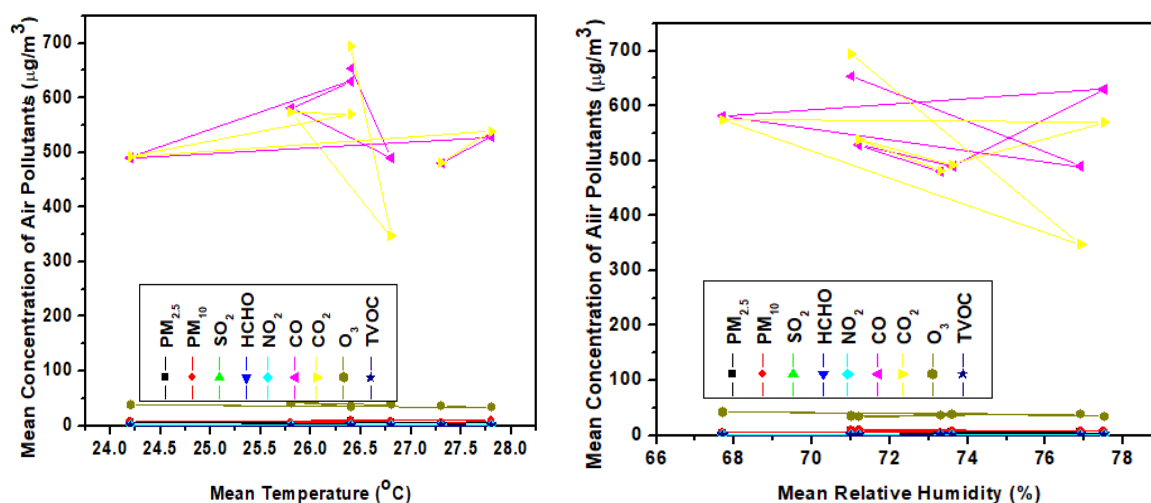 Mean Concentration of Air Pollutants (μg/m³)
700
600
500
400
300
200
100
0
PM2.5
PM10
SO2
HCHO
NO2
CO
CO2
O3
TVOC
24.0 24.5 25.0 25.5 26.0 26.5 27.0 27.5 28.0
Mean Temperature (°C)
Mean Concentration of Aiir Pollutants (μg/m³)
700
600
500
400
300
200
100
0
PM2.5
PM10
SO2
HCHO
NO2
CO
CO2
O3
TVOC
66 68 70 72 74 76 78
Mean Relative Humidity (%)